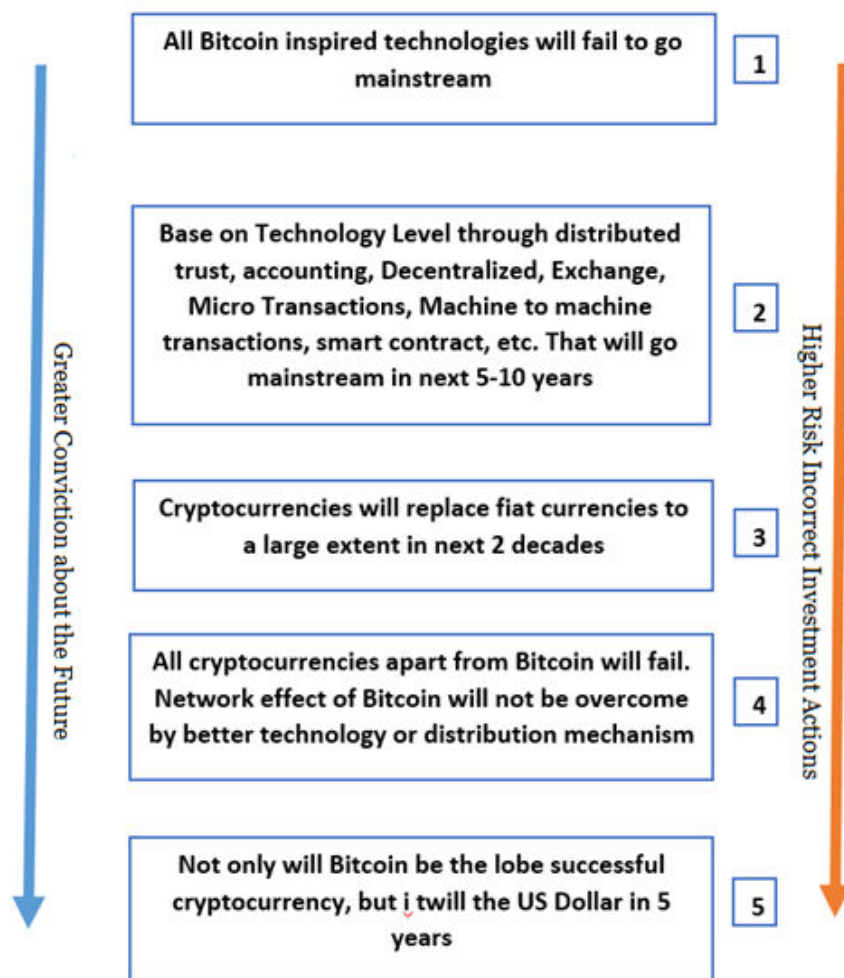 All Bitcoin inspired technologies will fail to go
mainstream
1
Base on Technology Level through distributed
trust, accounting, Decentralized, Exchange,
Micro Transactions, Machine to machine
transactions, smart contract, etc. That will go
mainstream in next 5-10 years
2
Cryptocurrencies will replace fiat currencies to
a large extent in next 2 decades
3
All cryptocurrencies apart from Bitcoin will fail.
Network effect of Bitcoin will not be overcome
by better technology or distribution mechanism
4
Not only will Bitcoin be the lobe successful
cryptocurrency, but i twill the US Dollar in 5
years
5
Greater Conviction about the Future
Higher Risk Incorrect Investment Actions